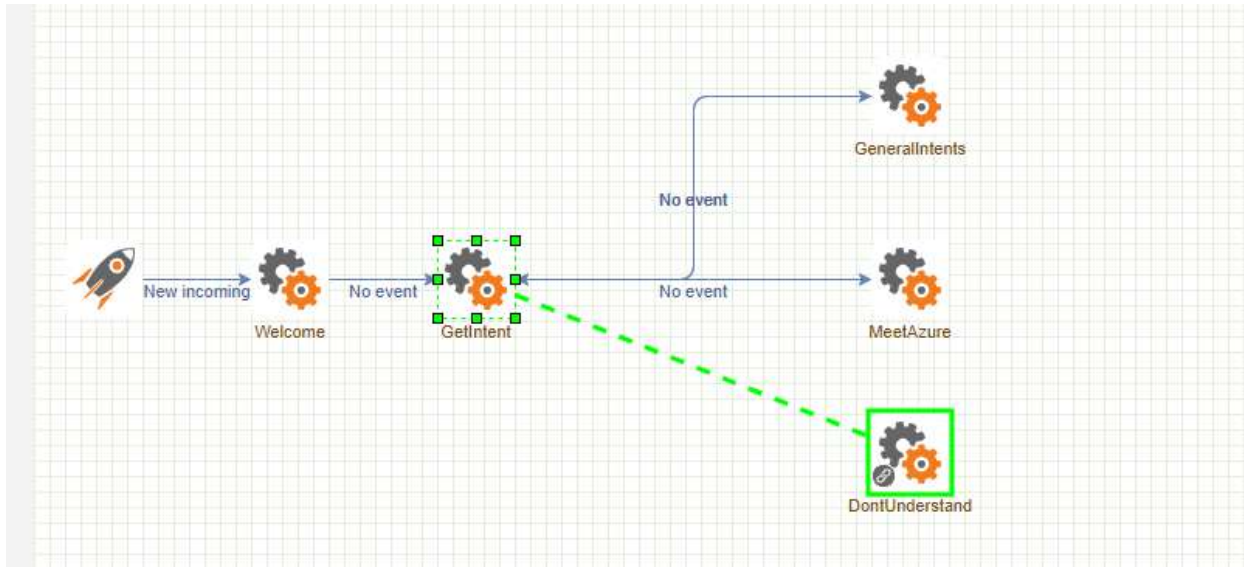 GeneralIntents
No event
New incoming
No event
No event
Welcome
GetIntent
MeetAzure
DontUnderstand